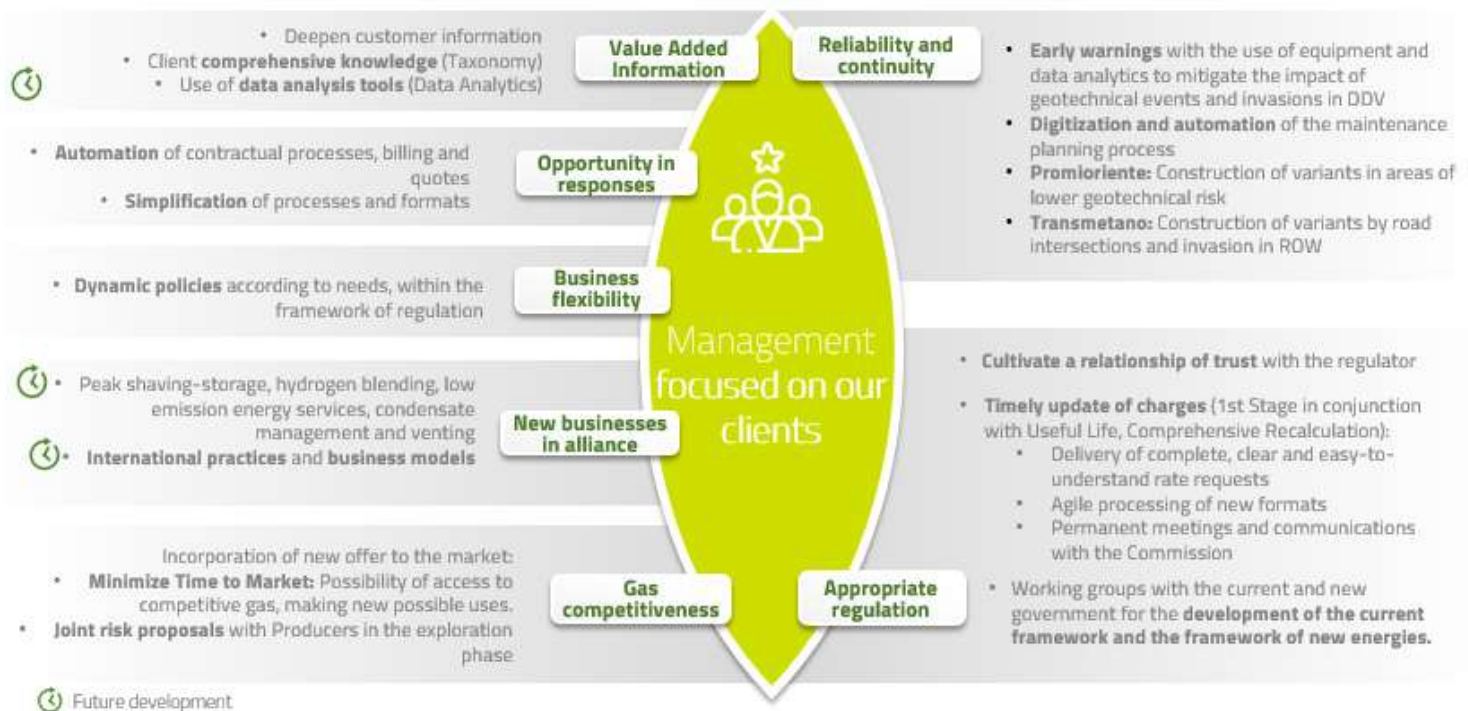 • Deepen customer information
• Client comprehensive knowledge (Taxonomy)
• Use of data analysis tools (Data Analytics)
Value Added
Information
• Automation of contractual processes, billing and
quotes
• Simplification of processes and formats
Opportunity in
responses
• Dynamic policies according to needs, within the
framework of regulation
Business
flexibility
• Peak shaving-storage, hydrogen blending, low
emission energy services, condensate
management and venting
• International practices and business models
New businesses
in alliance
Incorporation of new offer to the market:
• Minimize Time to Market: Possibility of access to
competitive gas, making new possible uses.
• Joint risk proposals with Producers in the exploration
phase
Gas
competitiveness
Management
focused on our
clients
Reliability and
continuity
• Early warnings with the use of equipment and
data analytics to mitigate the impact of
geotechnical events and invasions in DDV
• Digitization and automation of the maintenance
planning process
• Promioriente: Construction of variants in areas of
lower geotechnical risk
• Transmetano: Construction of variants by road
intersections and invasion in ROW
Appropriate
regulation
• Cultivate a relationship of trust with the regulator
• Timely update of charges (1st Stage in conjunction
with Useful Life, Comprehensive Recalculation):
• Delivery of complete, clear and easy-to-
understand rate requests
• Agile processing of new formats
• Permanent meetings and communications
with the Commission
• Working groups with the current and new
government for the development of the current
framework and the framework of new energies.
Future development